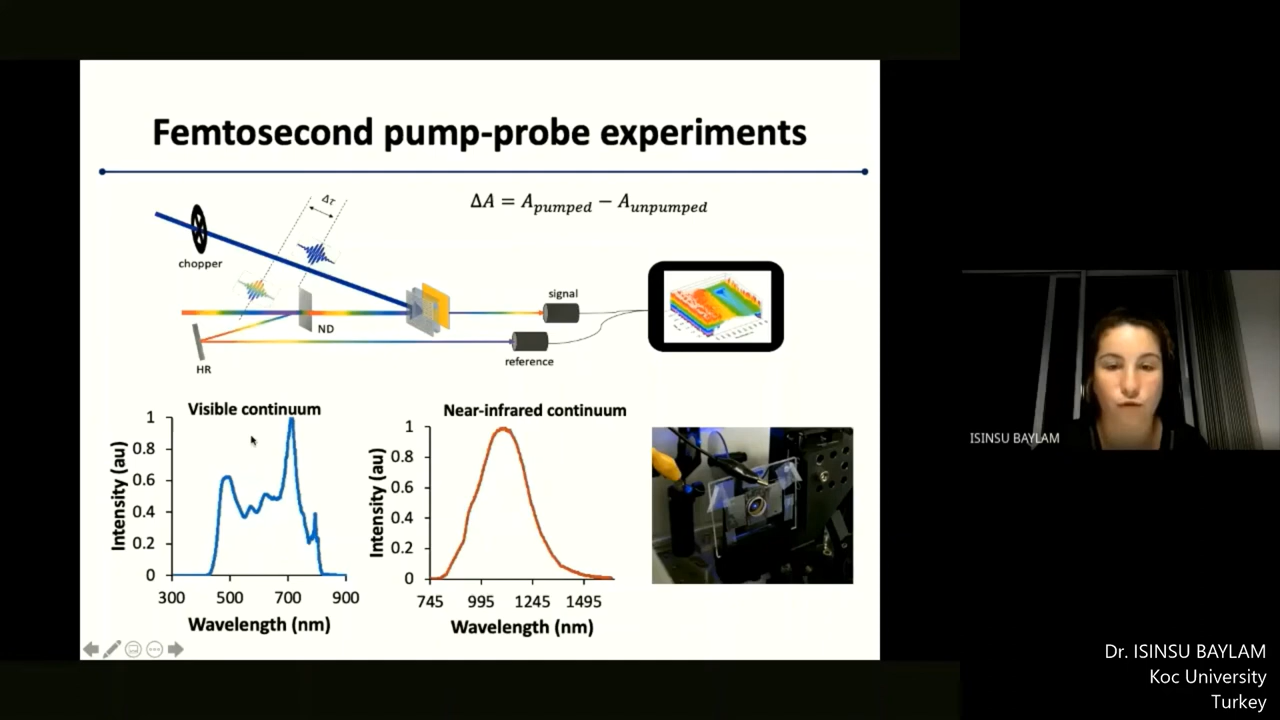 Femtosecond pump-probe experiments
ΔA = A_pumped − A_unpumped
Δτ
chopper
signal
ND
reference
HR
Visible continuum
Intensity (au)
1
0.8
0.6
0.4
0.2
0
300 500 700 900
Wavelength (nm)
Near-infrared continuum
Intensity (au)
1
0.8
0.6
0.4
0.2
0
745 995 1245 1495
Wavelength (nm)
ISINSU BAYLAM
Dr. ISINSU BAYLAM
Koc University
Turkey